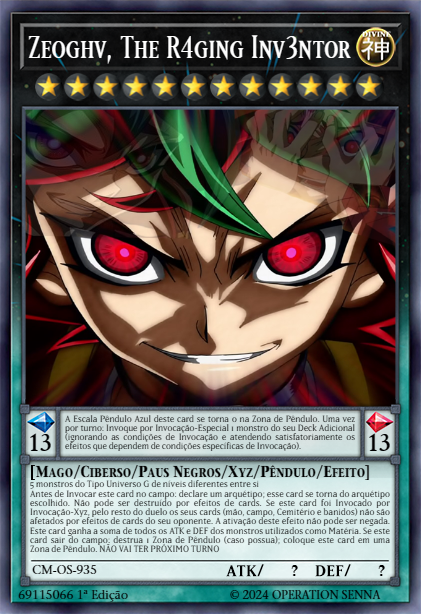 Zeoghv, The R4ging Inv3ntor
DIVINE
神
A Escala Pêndulo Azul deste card se torna 0 na Zona de Pêndulo. Uma vez
por turno: Invoque por Invocação-Especial 1 monstro do seu Deck Adicional
(ignorando as condições de Invocação e atendendo satisfatoriamente os
efeitos que dependem de condições específicas de Invocação).
13
13
[Mago/Ciberso/Paus Negros/Xyz/Pêndulo/Efeito]
5 monstros do Tipo Universo G de níveis diferentes entre si
Antes de Invocar este card no campo: declare um arquétipo; esse card se torna do arquétipo
escolhido. Não pode ser destruído por efeitos de cards. Se este card foi Invocado por
Invocação-Xyz, pelo resto do duelo os seus cards (mão, campo, Cemitério e banidos) não são
afetados por efeitos de cards do seu oponente. A ativação deste efeito não pode ser negada.
Este card ganha a soma de todos os ATK e DEF dos monstros utilizados como Matéria. Se este
card sair do campo; destrua 1 Zona de Pêndulo (caso possua); coloque este card em uma
Zona de Pêndulo. NÃO VAI TER PRÓXIMO TURNO
CM-OS-935 ATK/ ? DEF/ ?
69115066 1ª Edição © 2024 OPERATION SENNA